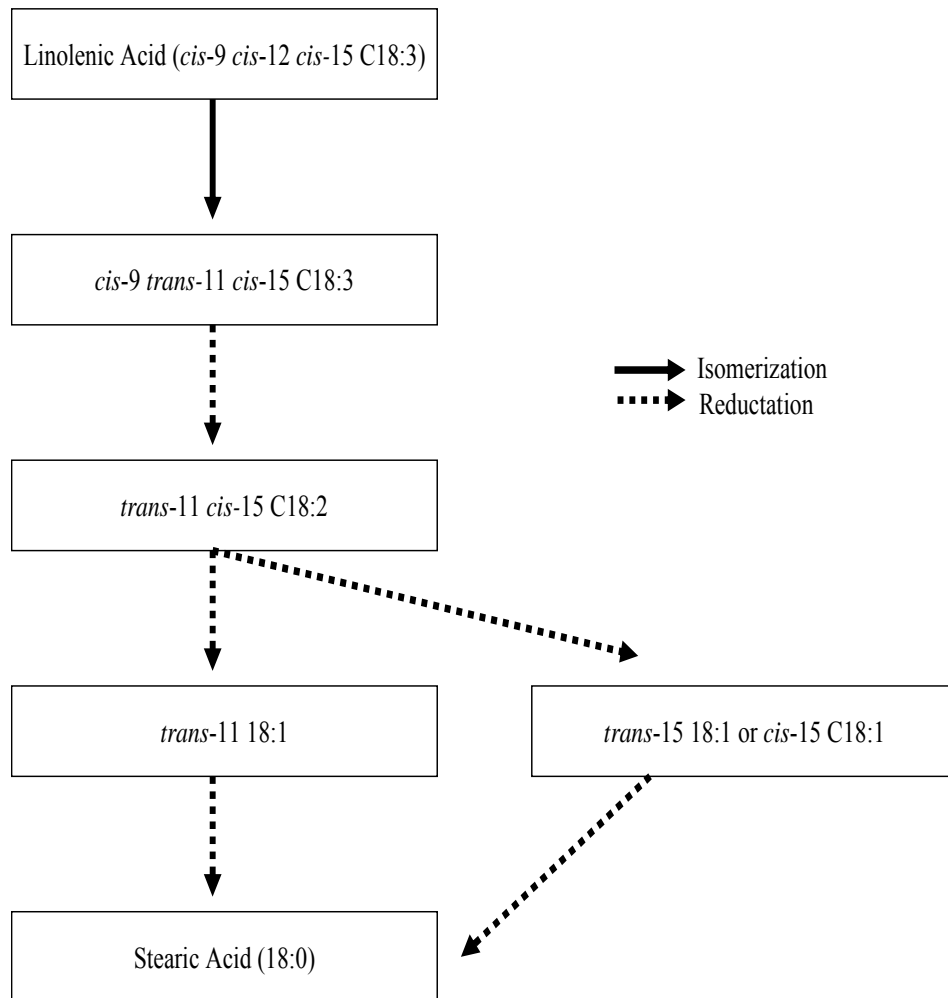 Linolenic Acid (cis-9 cis-12 cis-15 C18:3)
cis-9 trans-11 cis-15 C18:3
Isomerization
Reductation
trans-11 cis-15 C18:2
trans-11 18:1
trans-15 18:1 or cis-15 C18:1
Stearic Acid (18:0)